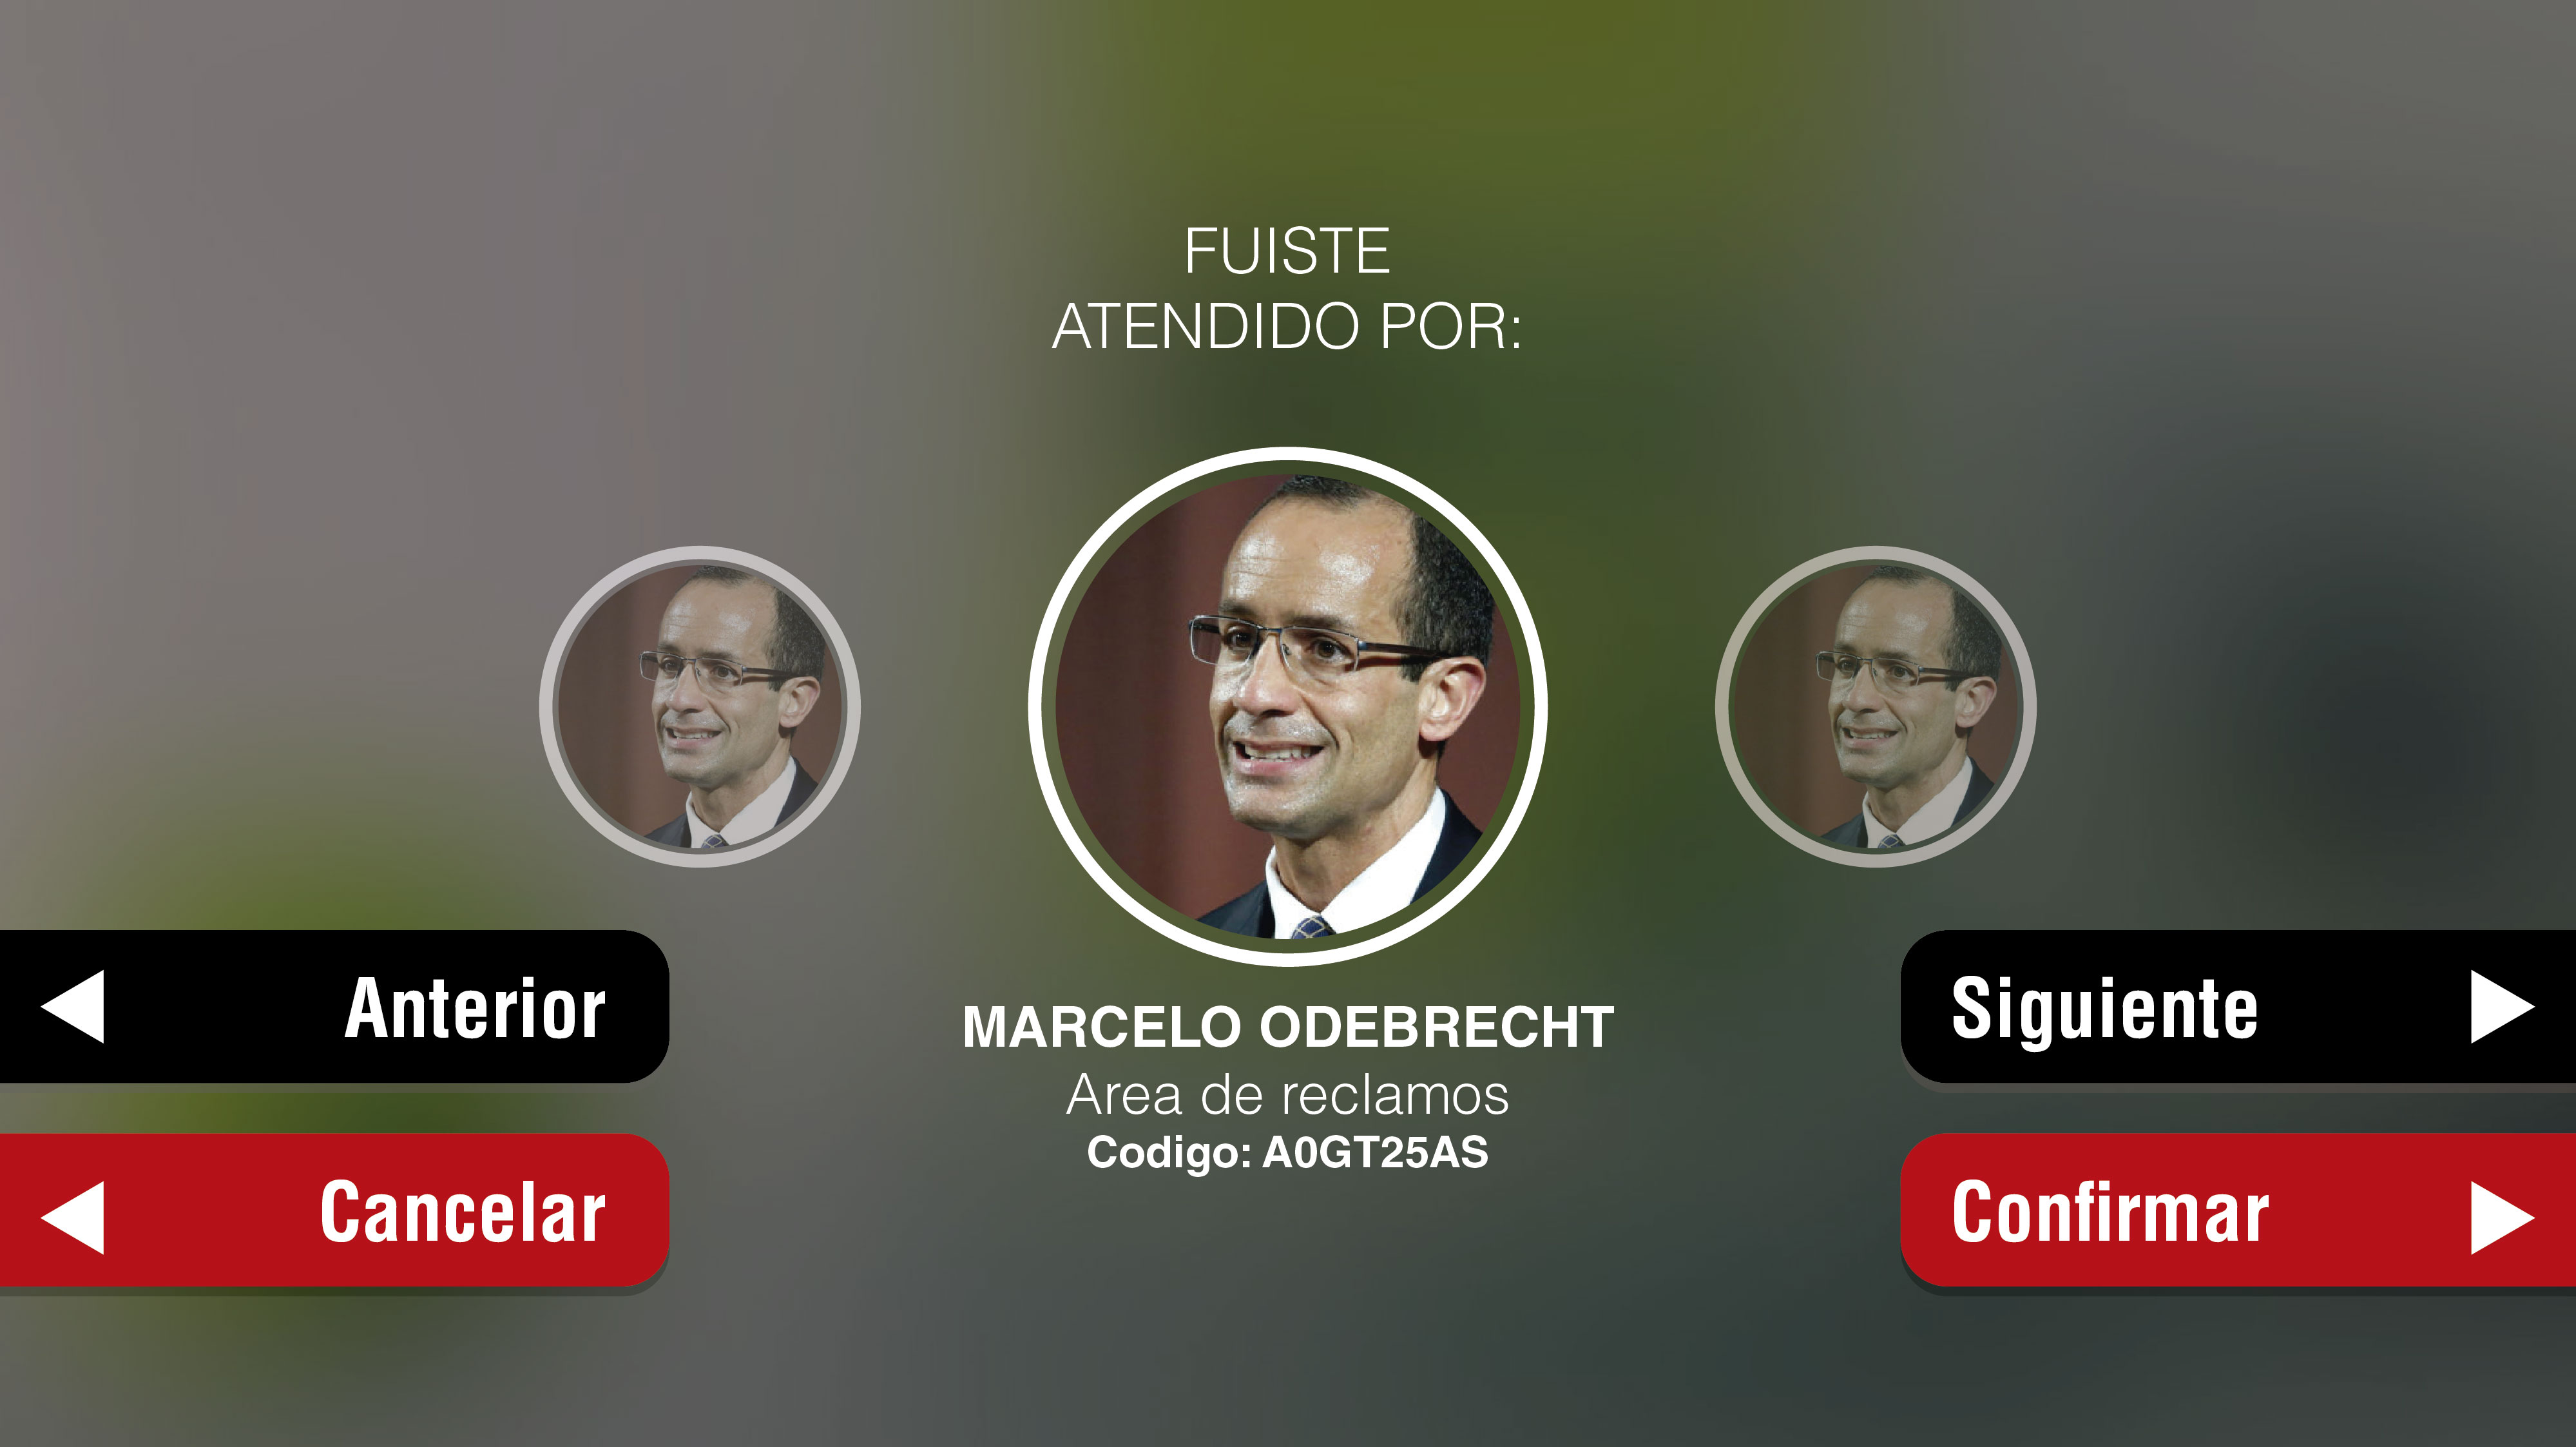 FUISTE
ATENDIDO POR:
MARCELO ODEBRECHT
Area de reclamos
Codigo: A0GT25AS
Anterior
Siguiente
Cancelar
Confirmar